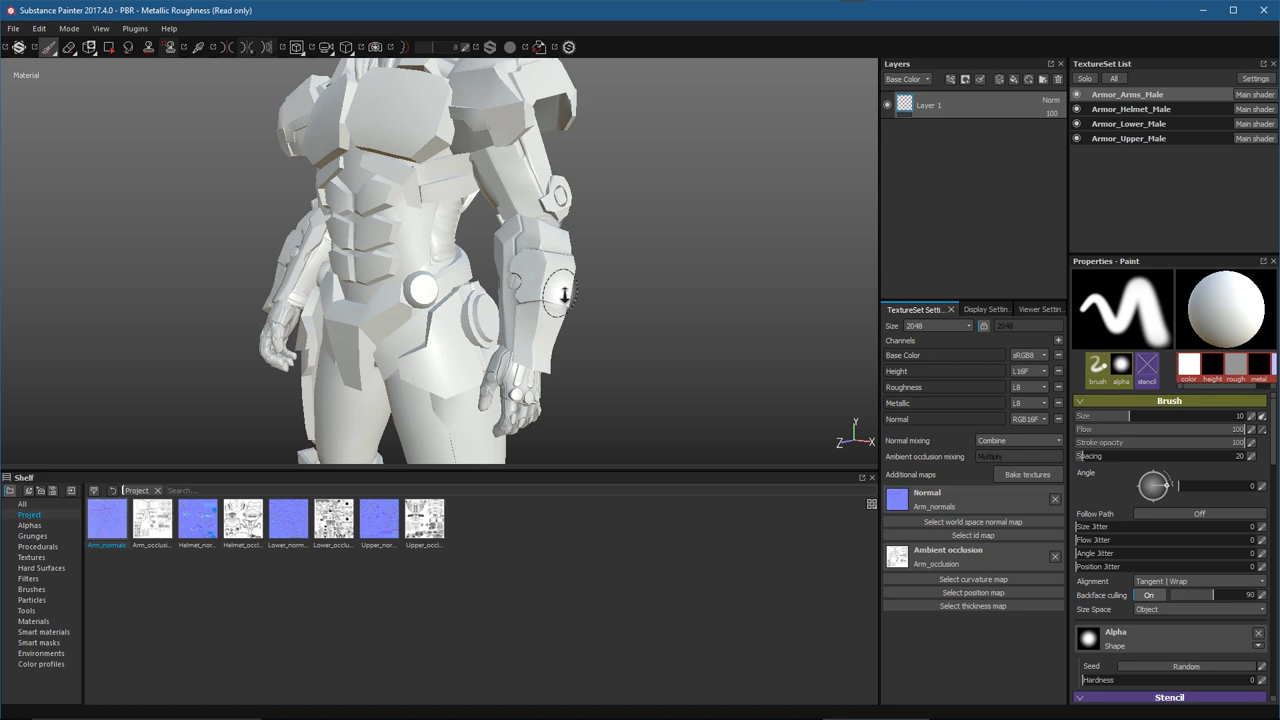 Substance Painter 2017.4.0 - PBR - Metallic Roughness (Read only)
File Edit Mode View Plugins Help
8
Material
Layers
Base Color
Layer 1
Norm
100
TextureSet List
Solo All Settings
Armor_Arms_Male Main shader
Armor_Helmet_Male Main shader
Armor_Lower_Male Main shader
Armor_Upper_Male Main shader
Y
Z X
TextureSet Setti... Display Settin... Viewer Settin...
Size 2048 2048
Channels
Base Color sRGB8
Height L16F
Roughness L8
Metallic L8
Normal RGB16F
Normal mixing Combine
Ambient occlusion mixing Multiply
Additional maps Bake textures
Normal
Arm_normals
Select world space normal map
Select id map
Ambient occlusion
Arm_occlusion
Select curvature map
Select position map
Select thickness map
Properties - Paint
brush alpha stencil color height rough metal
Brush
Size 10
Flow 100
Stroke opacity 100
Spacing 20
Angle 0
Follow Path Off
Size Jitter 0
Flow Jitter 0
Angle Jitter 0
Position Jitter 0
Alignment Tangent | Wrap
Backface culling On 90
Size Space Object
Alpha
Shape
Seed Random
Hardness 0
Stencil
Shelf
Project Search...
All
Project
Alphas
Grunges
Procedurals
Textures
Hard Surfaces
Filters
Brushes
Particles
Tools
Materials
Smart materials
Smart masks
Environments
Color profiles
Arm_normals Arm_occlusi... Helmet_nor... Helmet_occl... Lower_norm... Lower_occlu... Upper_nor... Upper_occl...